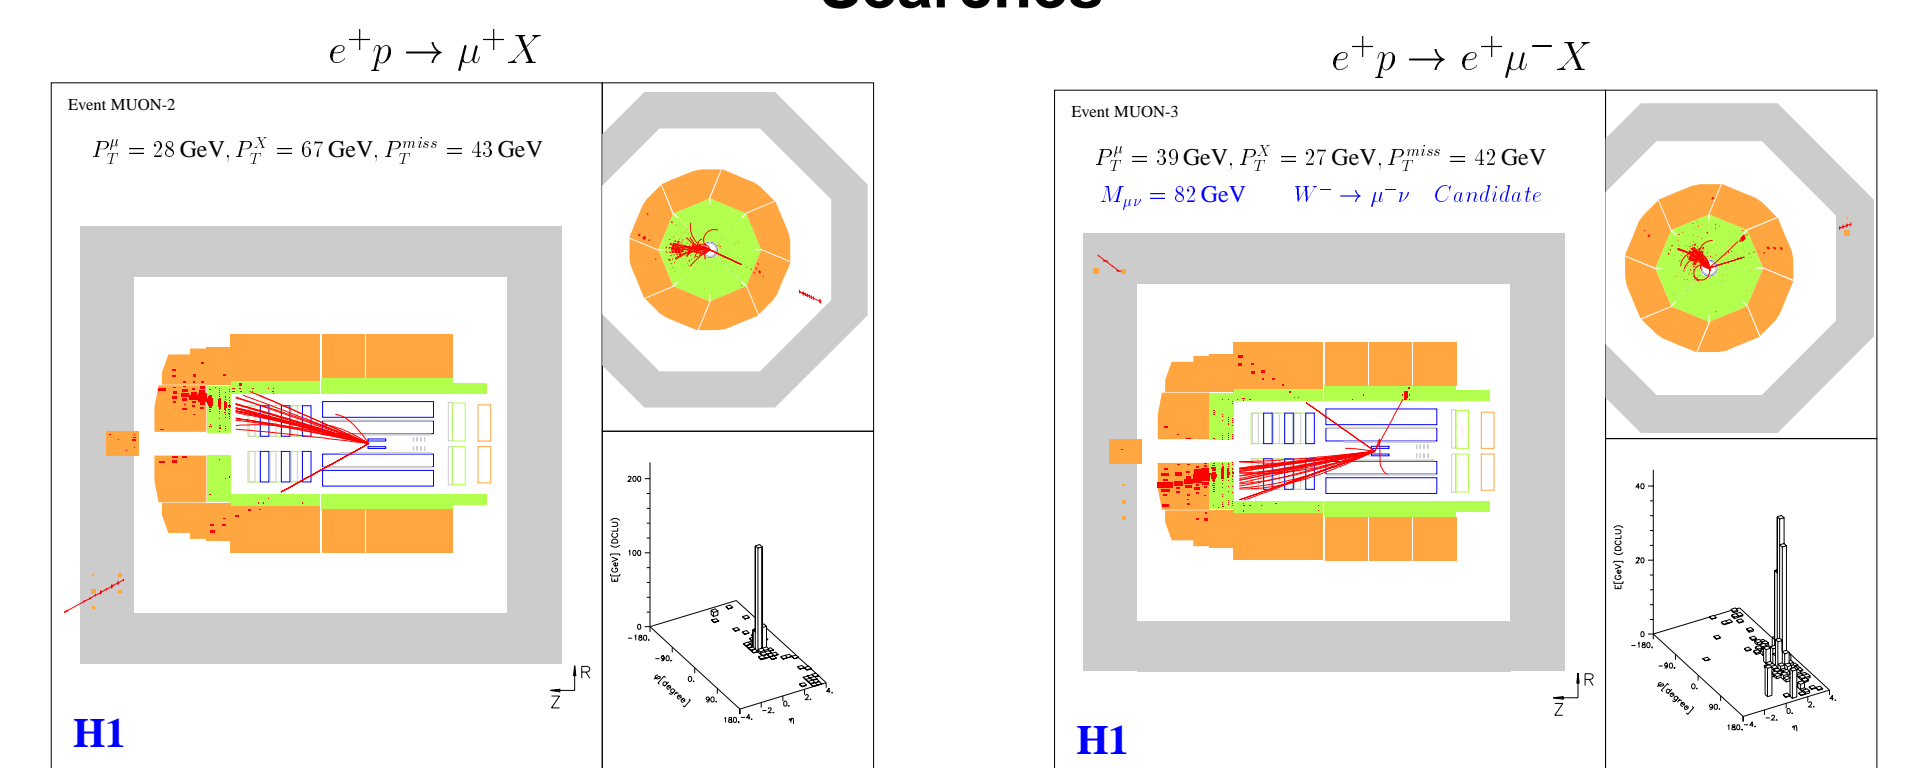 Searches
e⁺p → μ⁺X
Event MUON-2
P_T^μ = 28 GeV, P_T^X = 67 GeV, P_T^miss = 43 GeV
200
100
0
E[GeV] (DCLU)
-180.
-90.
0.
90.
180.
φ[degree]
-4.
-2.
0.
2.
4.
η
R
Z
H1
e⁺p → e⁺μ⁻X
Event MUON-3
P_T^μ = 39 GeV, P_T^X = 27 GeV, P_T^miss = 42 GeV
M_μν = 82 GeV W⁻ → μ⁻ν Candidate
40
20
0
E[GeV] (DCLU)
-180.
-90.
0.
90.
180.
φ[degree]
-4.
-2.
0.
2.
4.
η
R
Z
H1